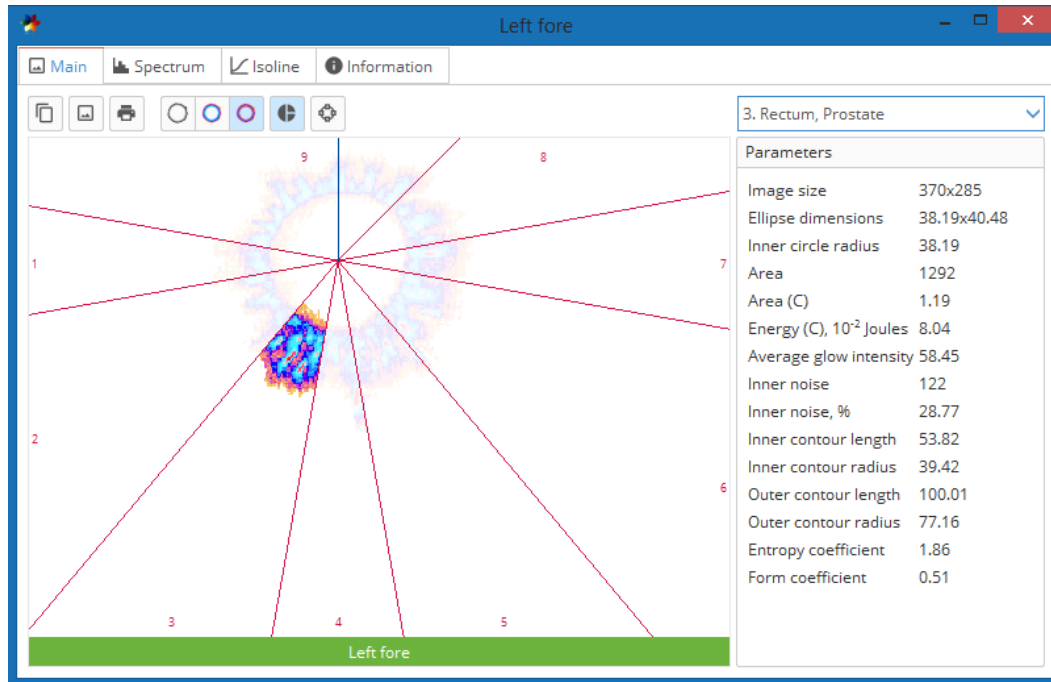 Left fore
Main Spectrum Isoline Information
3. Rectum, Prostate
Parameters
Image size 370x285
Ellipse dimensions 38.19x40.48
Inner circle radius 38.19
Area 1292
Area (C) 1.19
Energy (C), 10⁻² Joules 8.04
Average glow intensity 58.45
Inner noise 122
Inner noise, % 28.77
Inner contour length 53.82
Inner contour radius 39.42
Outer contour length 100.01
Outer contour radius 77.16
Entropy coefficient 1.86
Form coefficient 0.51
9 8
1 7
2
6
3 4 5
Left fore